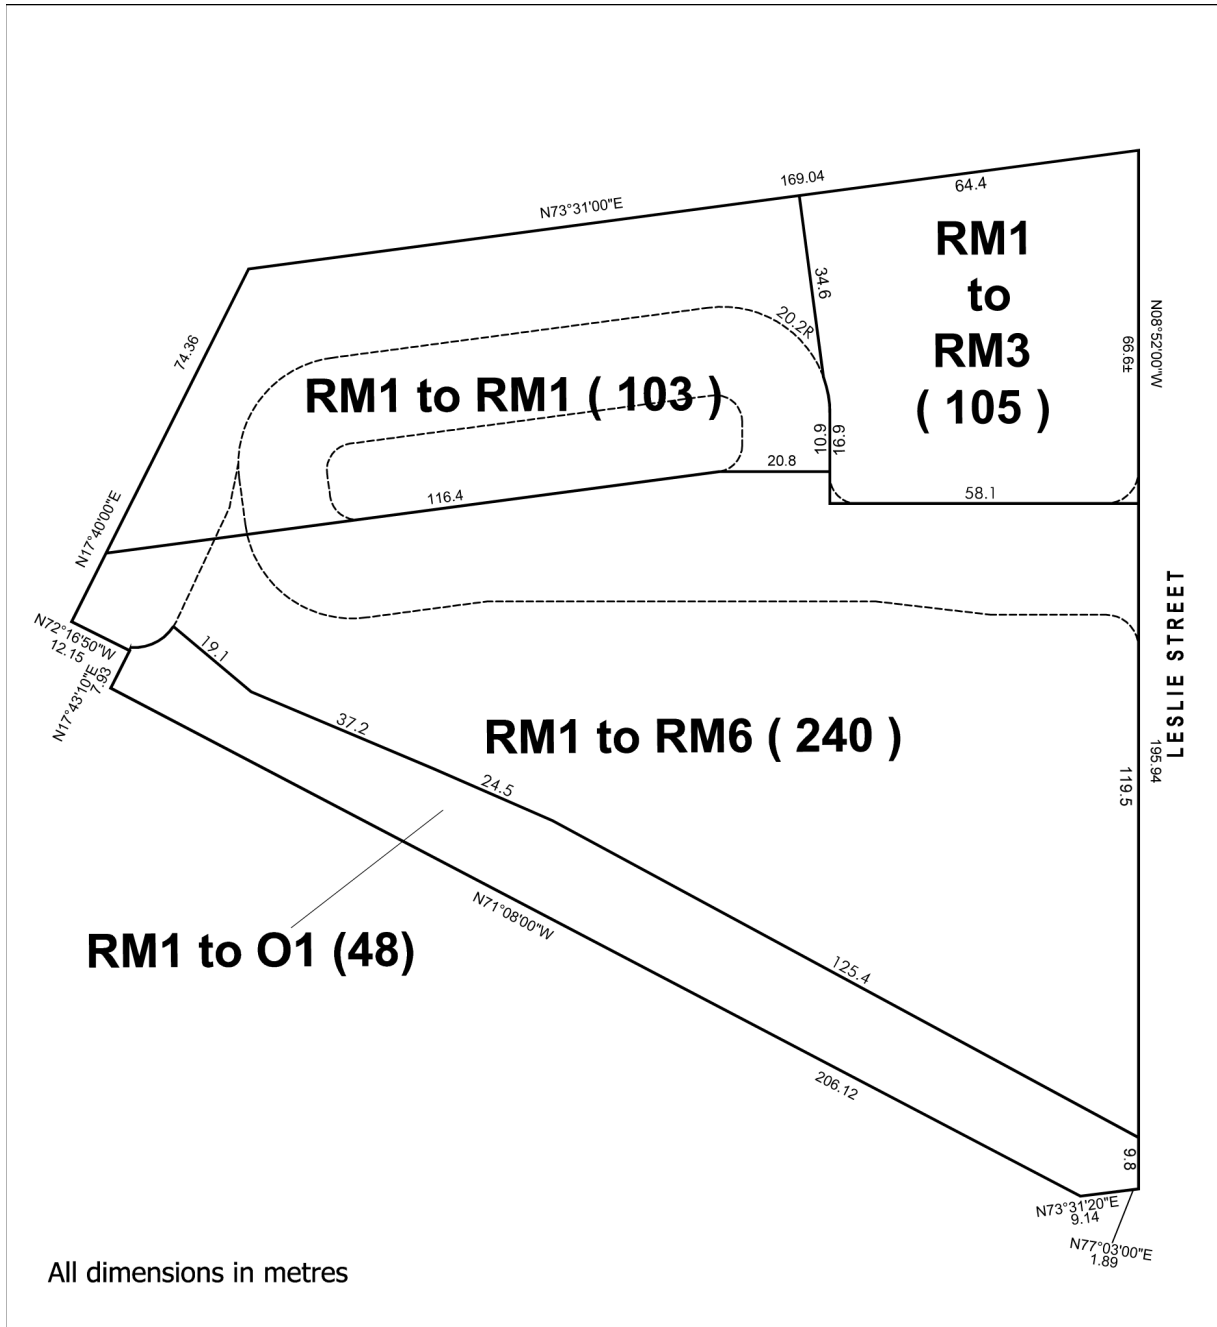 169.04
64.4
N73°31'00"E
RM1
to
RM3
( 105 )
34.6
20.2R
N08°52'00"W
66.6±
74.36
RM1 to RM1 ( 103 )
10.9
16.9
20.8
58.1
116.4
N17°40'00"E
N72°16'50"W
12.15
N17°43'10"E
7.93
19.1
37.2
24.5
RM1 to RM6 ( 240 )
LESLIE STREET
195.94
119.5
N71°08'00"W
RM1 to O1 (48)
125.4
206.12
9.8
N73°31'20"E
9.14
N77°03'00"E
1.89
All dimensions in metres